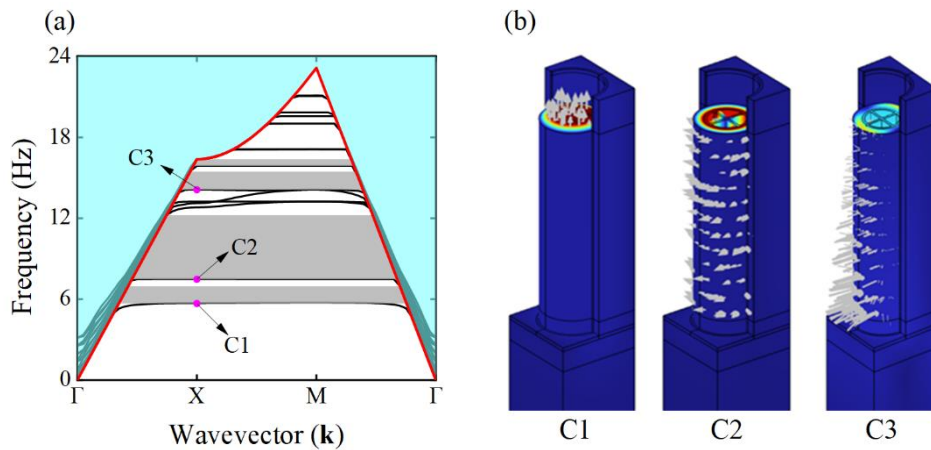 (a)
24
18
12
6
0
Frequency (Hz)
C3
C2
C1
Γ X M Γ
Wavevector (k)
(b)
C1 C2 C3